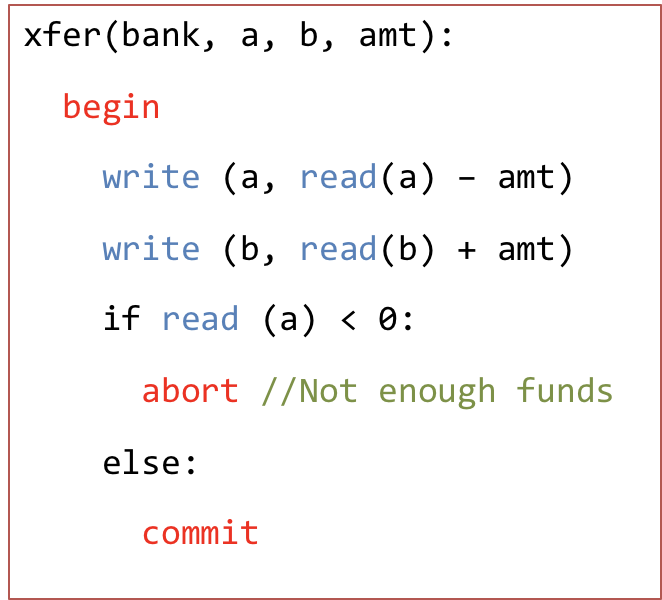 xfer(bank, a, b, amt):
begin
write (a, read(a) – amt)
write (b, read(b) + amt)
if read (a) < 0:
abort //Not enough funds
else:
commit